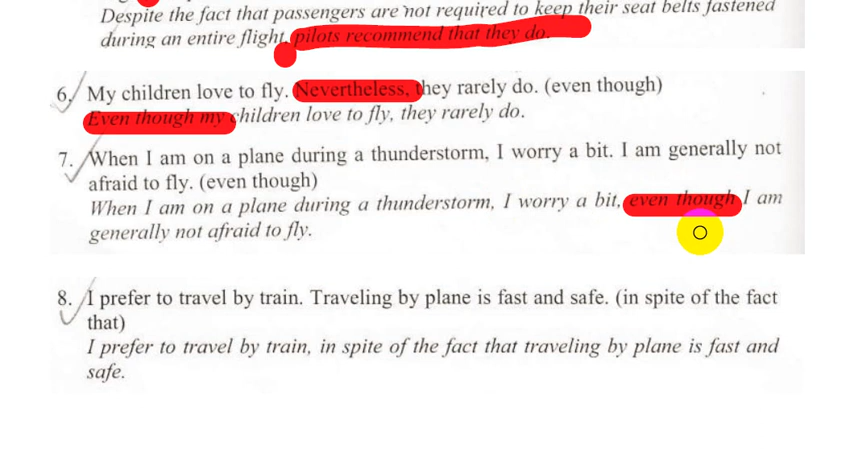 Despite the fact that passengers are not required to keep their seat belts fastened
during an entire flight, pilots recommend that they do.
6. My children love to fly. Nevertheless, they rarely do. (even though)
Even though my children love to fly, they rarely do.
7. When I am on a plane during a thunderstorm, I worry a bit. I am generally not
afraid to fly. (even though)
When I am on a plane during a thunderstorm, I worry a bit, even though I am
generally not afraid to fly.
8. I prefer to travel by train. Traveling by plane is fast and safe. (in spite of the fact
that)
I prefer to travel by train, in spite of the fact that traveling by plane is fast and
safe.